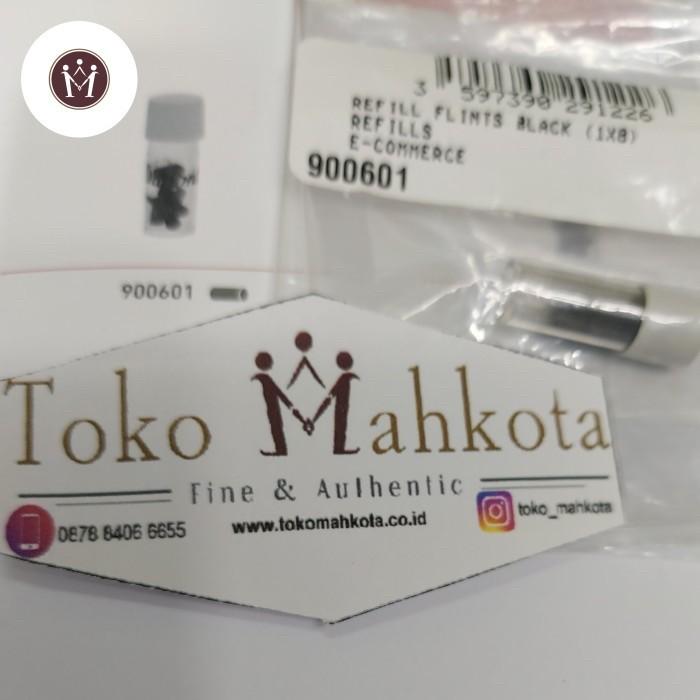 3 597390 291226
REFILL FLINTS BLACK (1X8)
REFILLS
E-COMMERCE
900601
900601
Toko Mahkota
Fine & Authentic
0878 8406 6655
www.tokomahkota.co.id
toko_mahkota